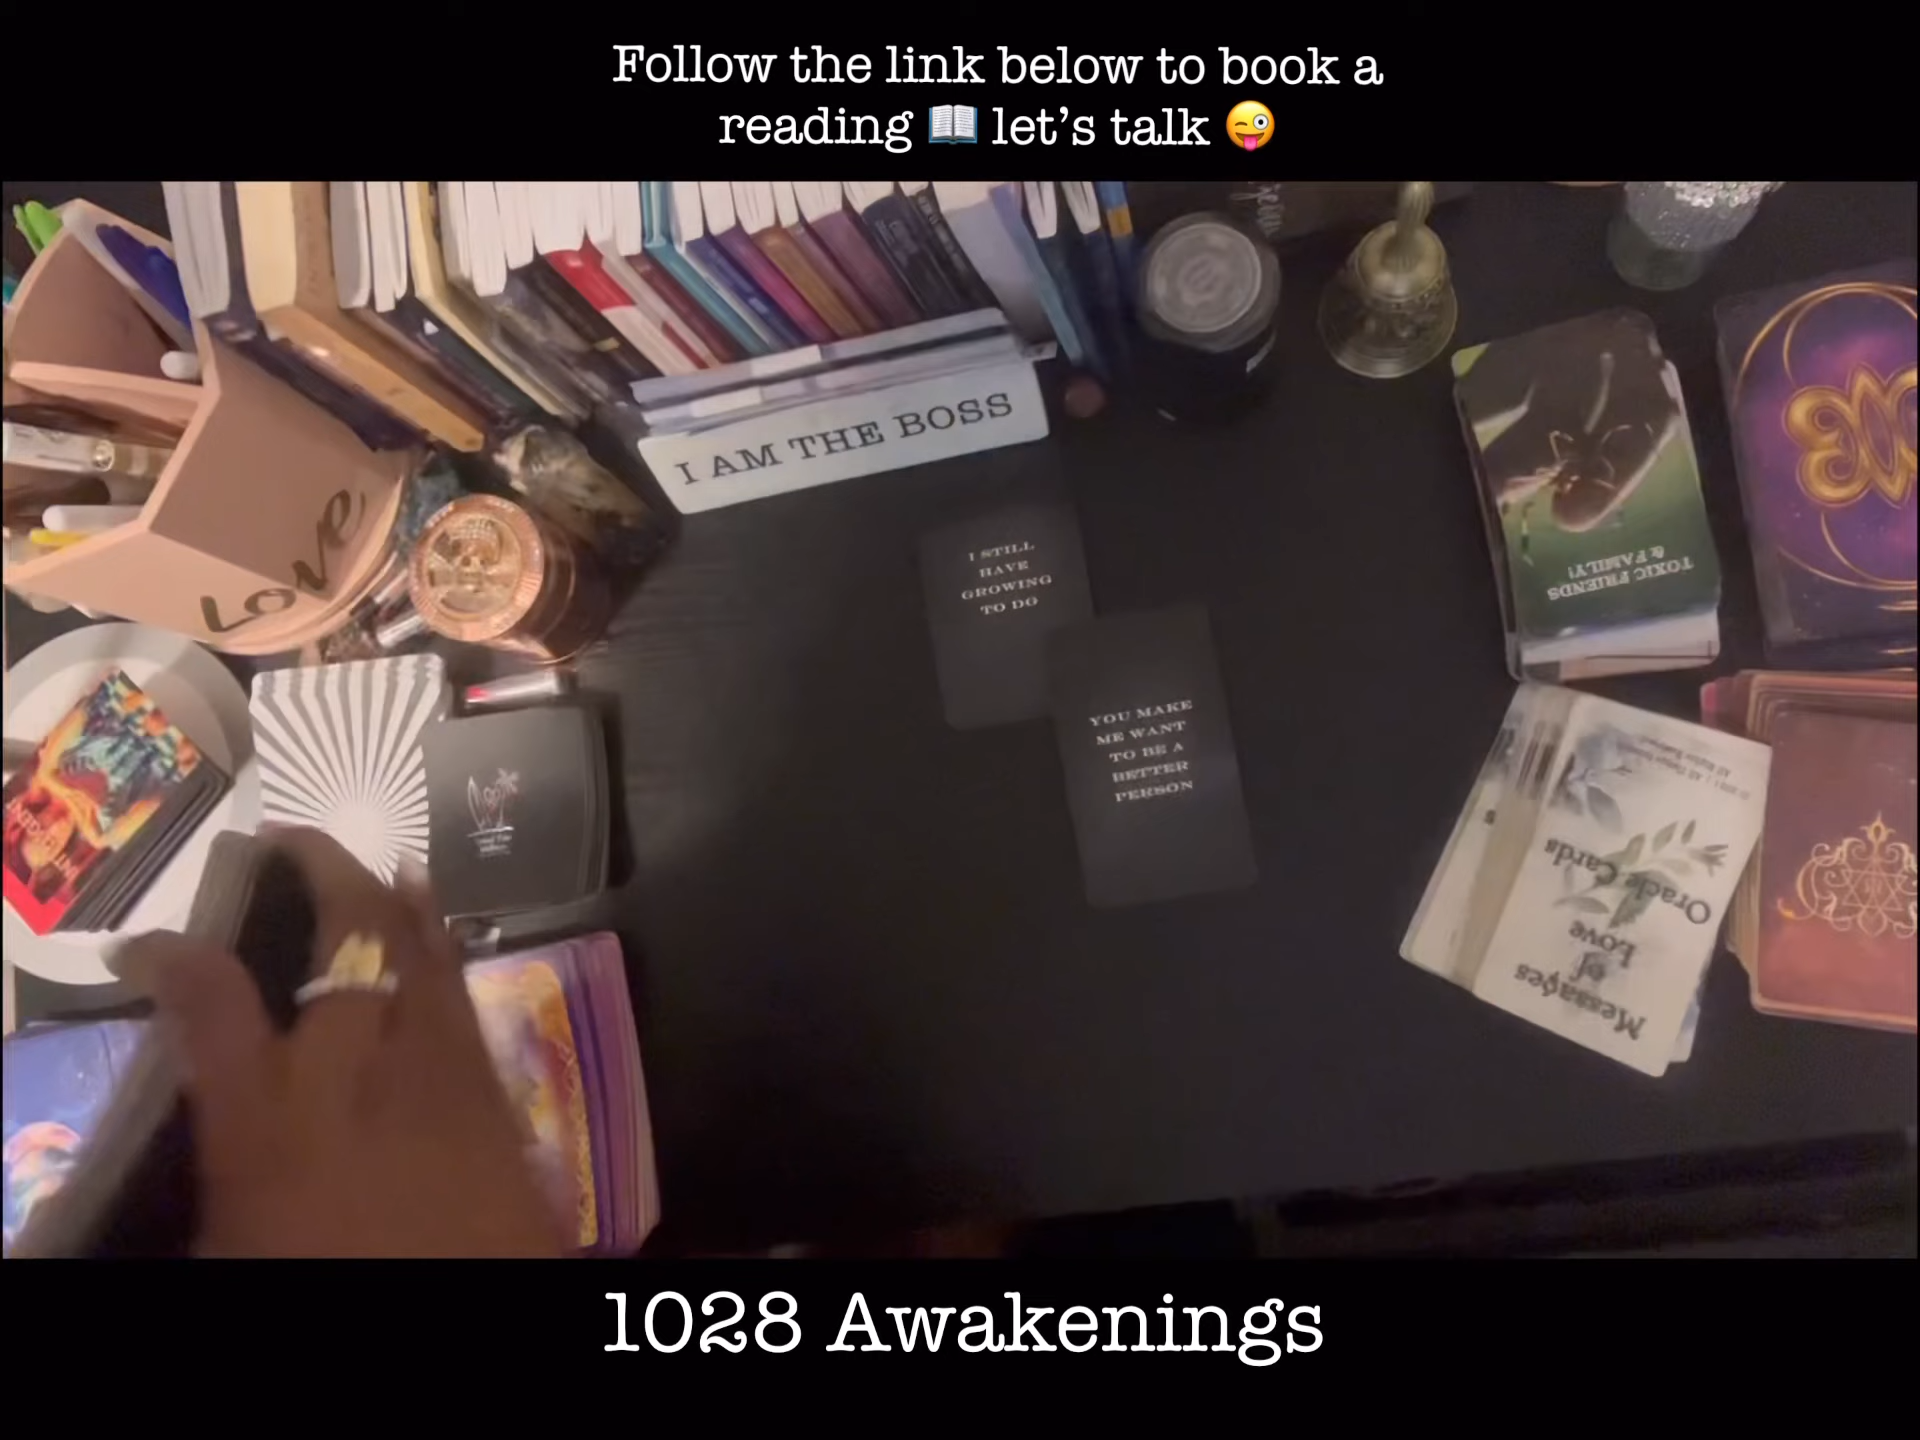 Follow the link below to book a
reading 📖 let's talk 😜
I AM THE BOSS
Love
I STILL
HAVE
GROWING
TO DO
YOU MAKE
ME WANT
TO BE A
BETTER
PERSON
TOXIC FRIENDS
& FAMILY!
Messages
of
Love
Oracle Cards
1028 Awakenings